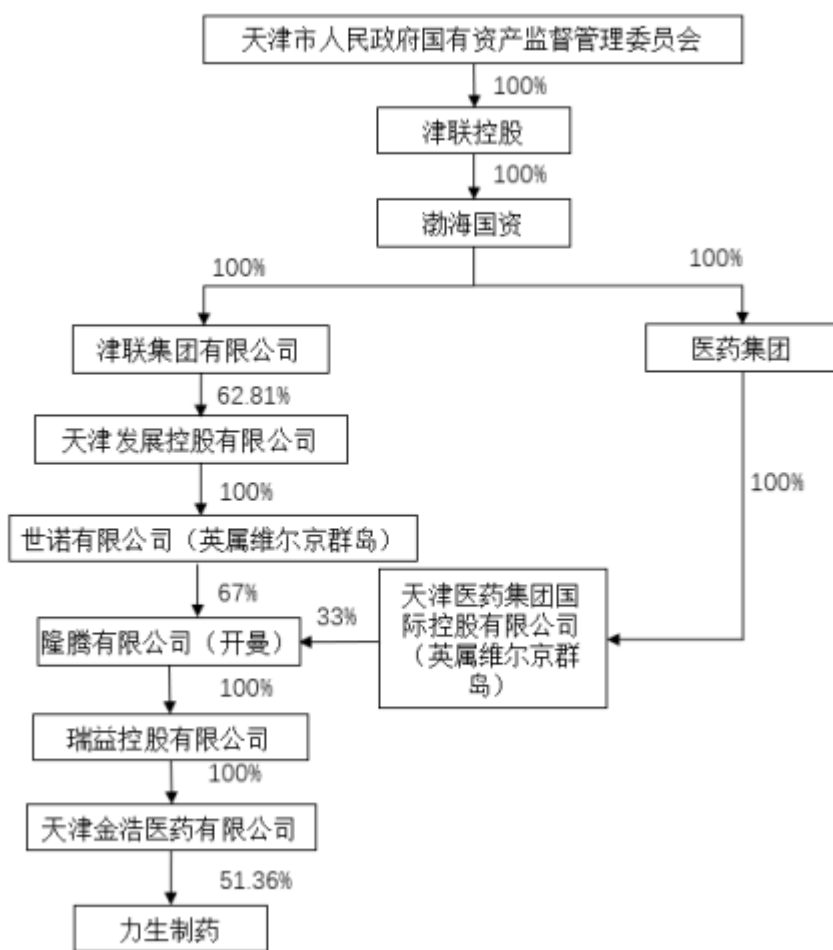 天津市人民政府国有资产监督管理委员会
100%
津联控股
100%
渤海国资
100%
100%
津联集团有限公司
医药集团
62.81%
天津发展控股有限公司
100%
100%
世诺有限公司（英属维尔京群岛）
67%
33%
天津医药集团国
际控股有限公司
（英属维尔京群
岛）
隆腾有限公司（开曼）
100%
瑞益控股有限公司
100%
天津金浩医药有限公司
51.36%
力生制药